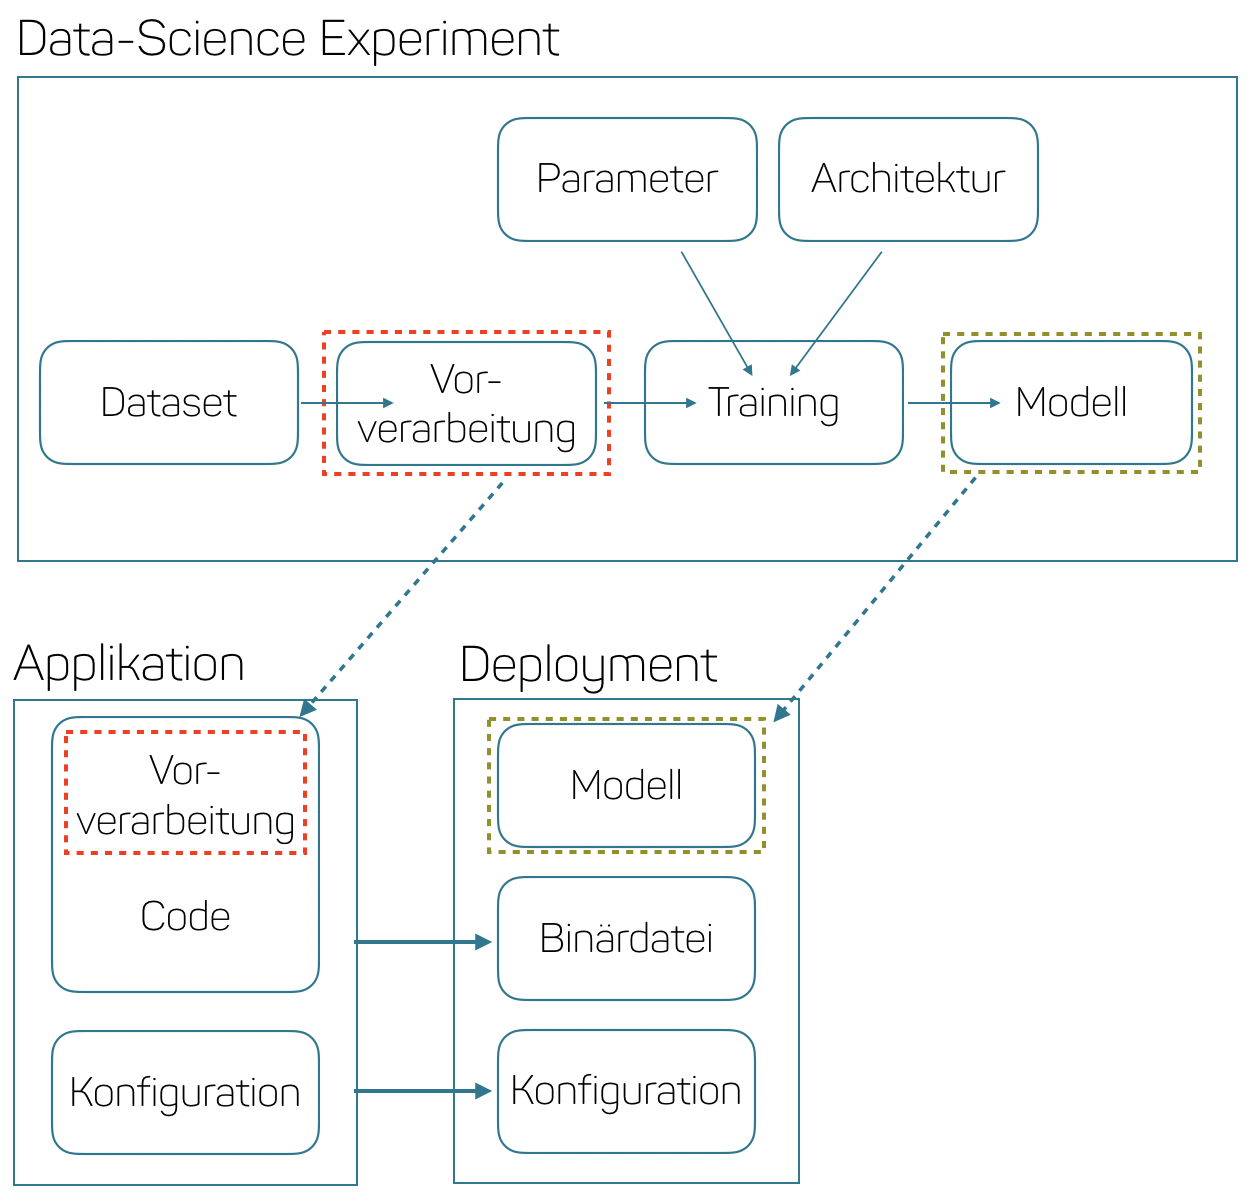 Data-Science Experiment
Parameter
Architektur
Dataset
Vor-
verarbeitung
Training
Modell
Applikation
Vor-
verarbeitung
Code
Konfiguration
Deployment
Modell
Binärdatei
Konfiguration